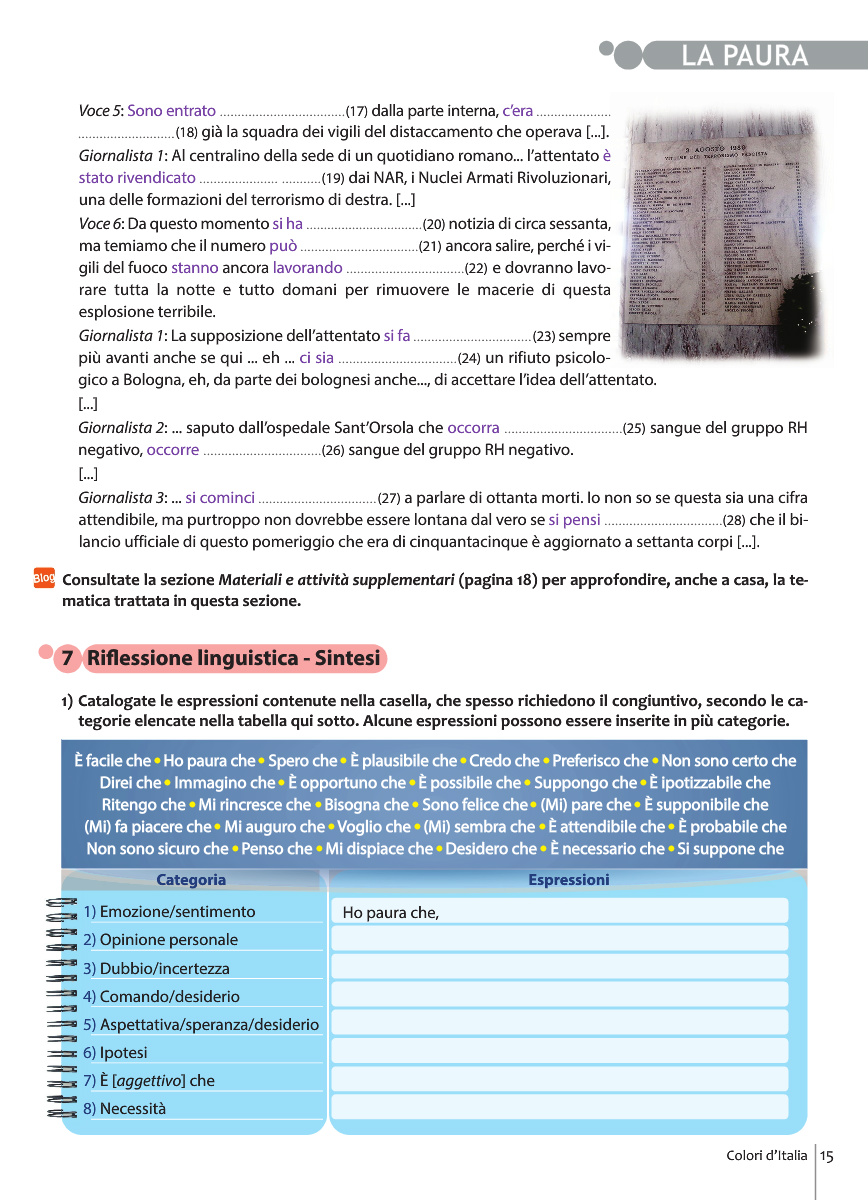 LA PAURA
Voce 5: Sono entrato ...................................(17) dalla parte interna, c’era .....................
...........................(18) già la squadra dei vigili del distaccamento che operava [...].
Giornalista 1: Al centralino della sede di un quotidiano romano... l’attentato è
stato rivendicato ...................... ...........(19) dai NAR, i Nuclei Armati Rivoluzionari,
una delle formazioni del terrorismo di destra. [...]
Voce 6: Da questo momento si ha ................................(20) notizia di circa sessanta,
ma temiamo che il numero può .................................(21) ancora salire, perché i vi-
gili del fuoco stanno ancora lavorando .................................(22) e dovranno lavo-
rare tutta la notte e tutto domani per rimuovere le macerie di questa
esplosione terribile.
Giornalista 1: La supposizione dell’attentato si fa .................................(23) sempre
più avanti anche se qui ... eh ... ci sia .................................(24) un rifiuto psicolo-
gico a Bologna, eh, da parte dei bolognesi anche..., di accettare l’idea dell’attentato.
[...]
Giornalista 2: ... saputo dall’ospedale Sant’Orsola che occorra .................................(25) sangue del gruppo RH
negativo, occorre .................................(26) sangue del gruppo RH negativo.
[...]
Giornalista 3: ... si cominci .................................(27) a parlare di ottanta morti. Io non so se questa sia una cifra
attendibile, ma purtroppo non dovrebbe essere lontana dal vero se si pensi .................................(28) che il bi-
lancio ufficiale di questo pomeriggio che era di cinquantacinque è aggiornato a settanta corpi [...].
2 AGOSTO 1980
VITTIME DEL TERRORISMO FASCISTA
Blog
Consultate la sezione Materiali e attività supplementari (pagina 18) per approfondire, anche a casa, la te-
matica trattata in questa sezione.
7 Riflessione linguistica - Sintesi
1) Catalogate le espressioni contenute nella casella, che spesso richiedono il congiuntivo, secondo le ca-
tegorie elencate nella tabella qui sotto. Alcune espressioni possono essere inserite in più categorie.
È facile che • Ho paura che • Spero che • È plausibile che • Credo che • Preferisco che • Non sono certo che
Direi che • Immagino che • È opportuno che • È possibile che • Suppongo che • È ipotizzabile che
Ritengo che • Mi rincresce che • Bisogna che • Sono felice che • (Mi) pare che • È supponibile che
(Mi) fa piacere che • Mi auguro che • Voglio che • (Mi) sembra che • È attendibile che • È probabile che
Non sono sicuro che • Penso che • Mi dispiace che • Desidero che • È necessario che • Si suppone che
Categoria Espressioni
1) Emozione/sentimento Ho paura che,
2) Opinione personale
3) Dubbio/incertezza
4) Comando/desiderio
5) Aspettativa/speranza/desiderio
6) Ipotesi
7) È [aggettivo] che
8) Necessità
Colori d’Italia 15